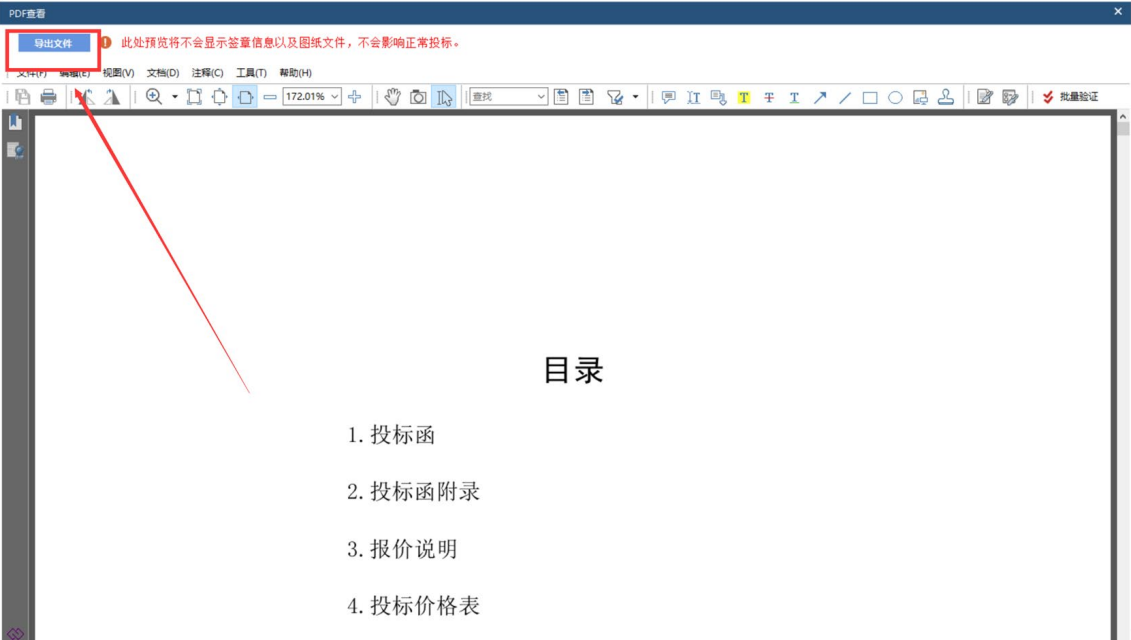 PDF查看
导出文件 此处预览将不会显示签章信息以及图纸文件，不会影响正常投标。
文件(F) 编辑(E) 视图(V) 文档(D) 注释(C) 工具(T) 帮助(H)
172.01% 查找 批量验证
目录
1.投标函
2.投标函附录
3.报价说明
4.投标价格表